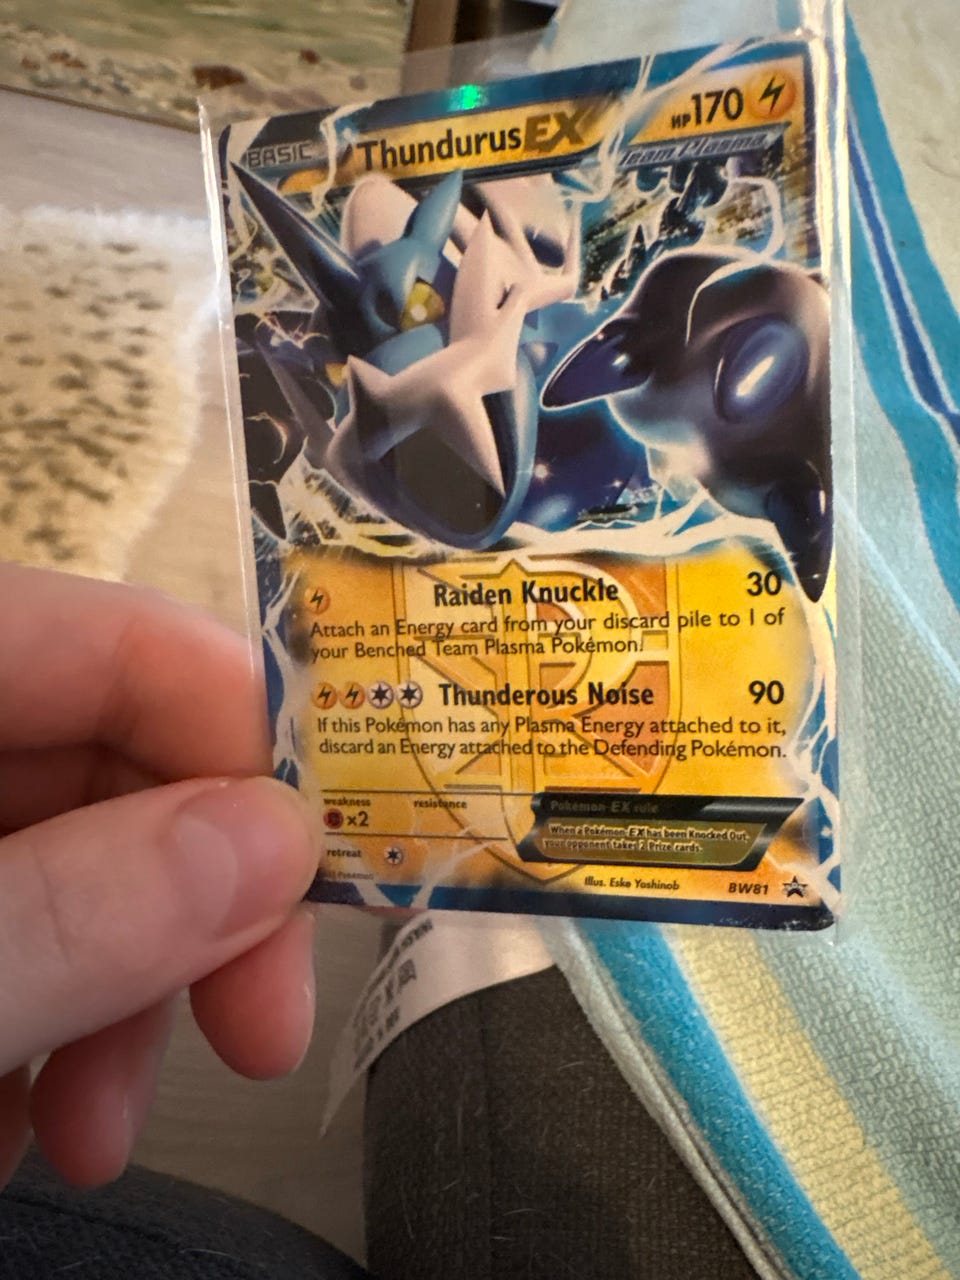 BASIC
Thundurus EX
HP170
Team Plasma
Raiden Knuckle 30
Attach an Energy card from your discard pile to 1 of
your Benched Team Plasma Pokémon.
Thunderous Noise 90
If this Pokémon has any Plasma Energy attached to it,
discard an Energy attached to the Defending Pokémon.
weakness resistance
x2
Pokémon-EX rule
When a Pokémon-EX has been Knocked Out,
your opponent takes 2 Prize cards.
retreat
Pokémon
Illus. Eske Yoshinob
BW81